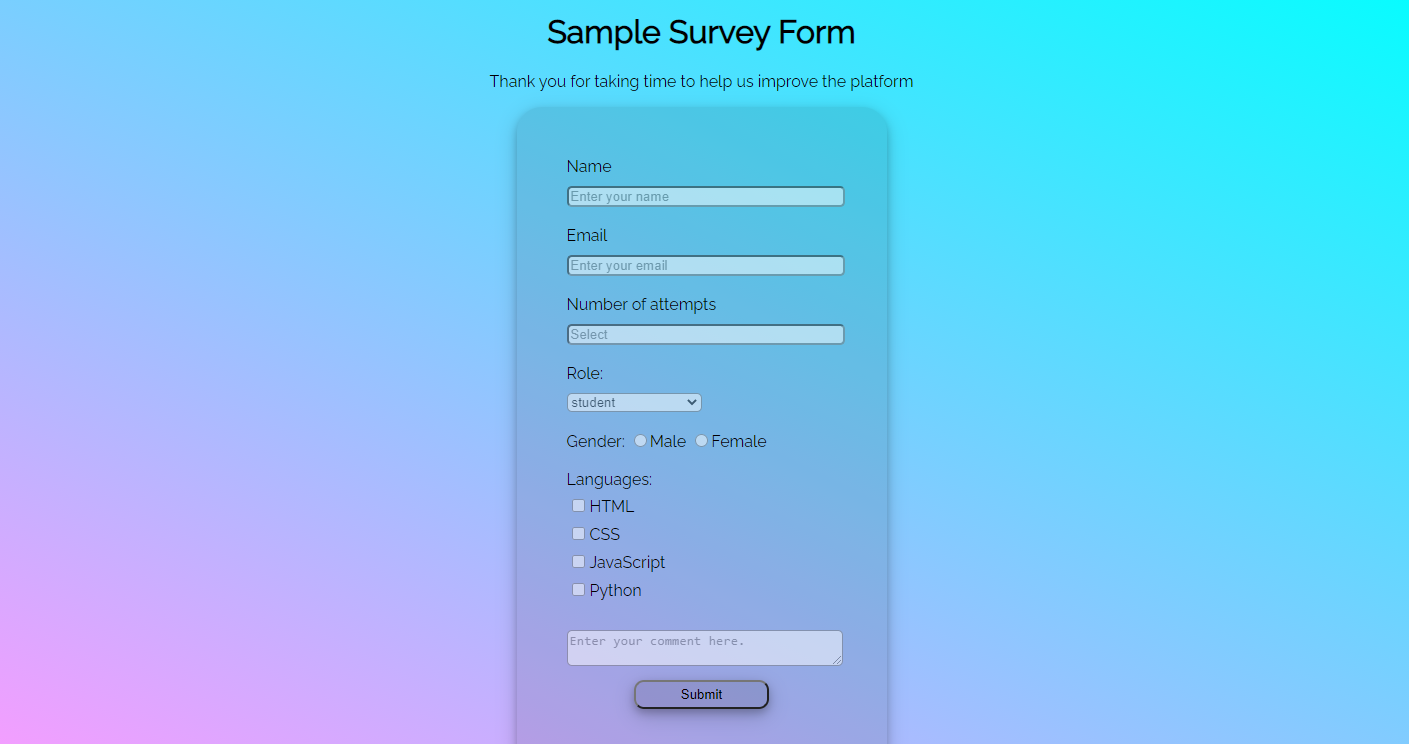 Sample Survey Form
Thank you for taking time to help us improve the platform
Name
Enter your name
Email
Enter your email
Number of attempts
Select
Role:
student
Gender: Male Female
Languages:
HTML
CSS
JavaScript
Python
Enter your comment here.
Submit